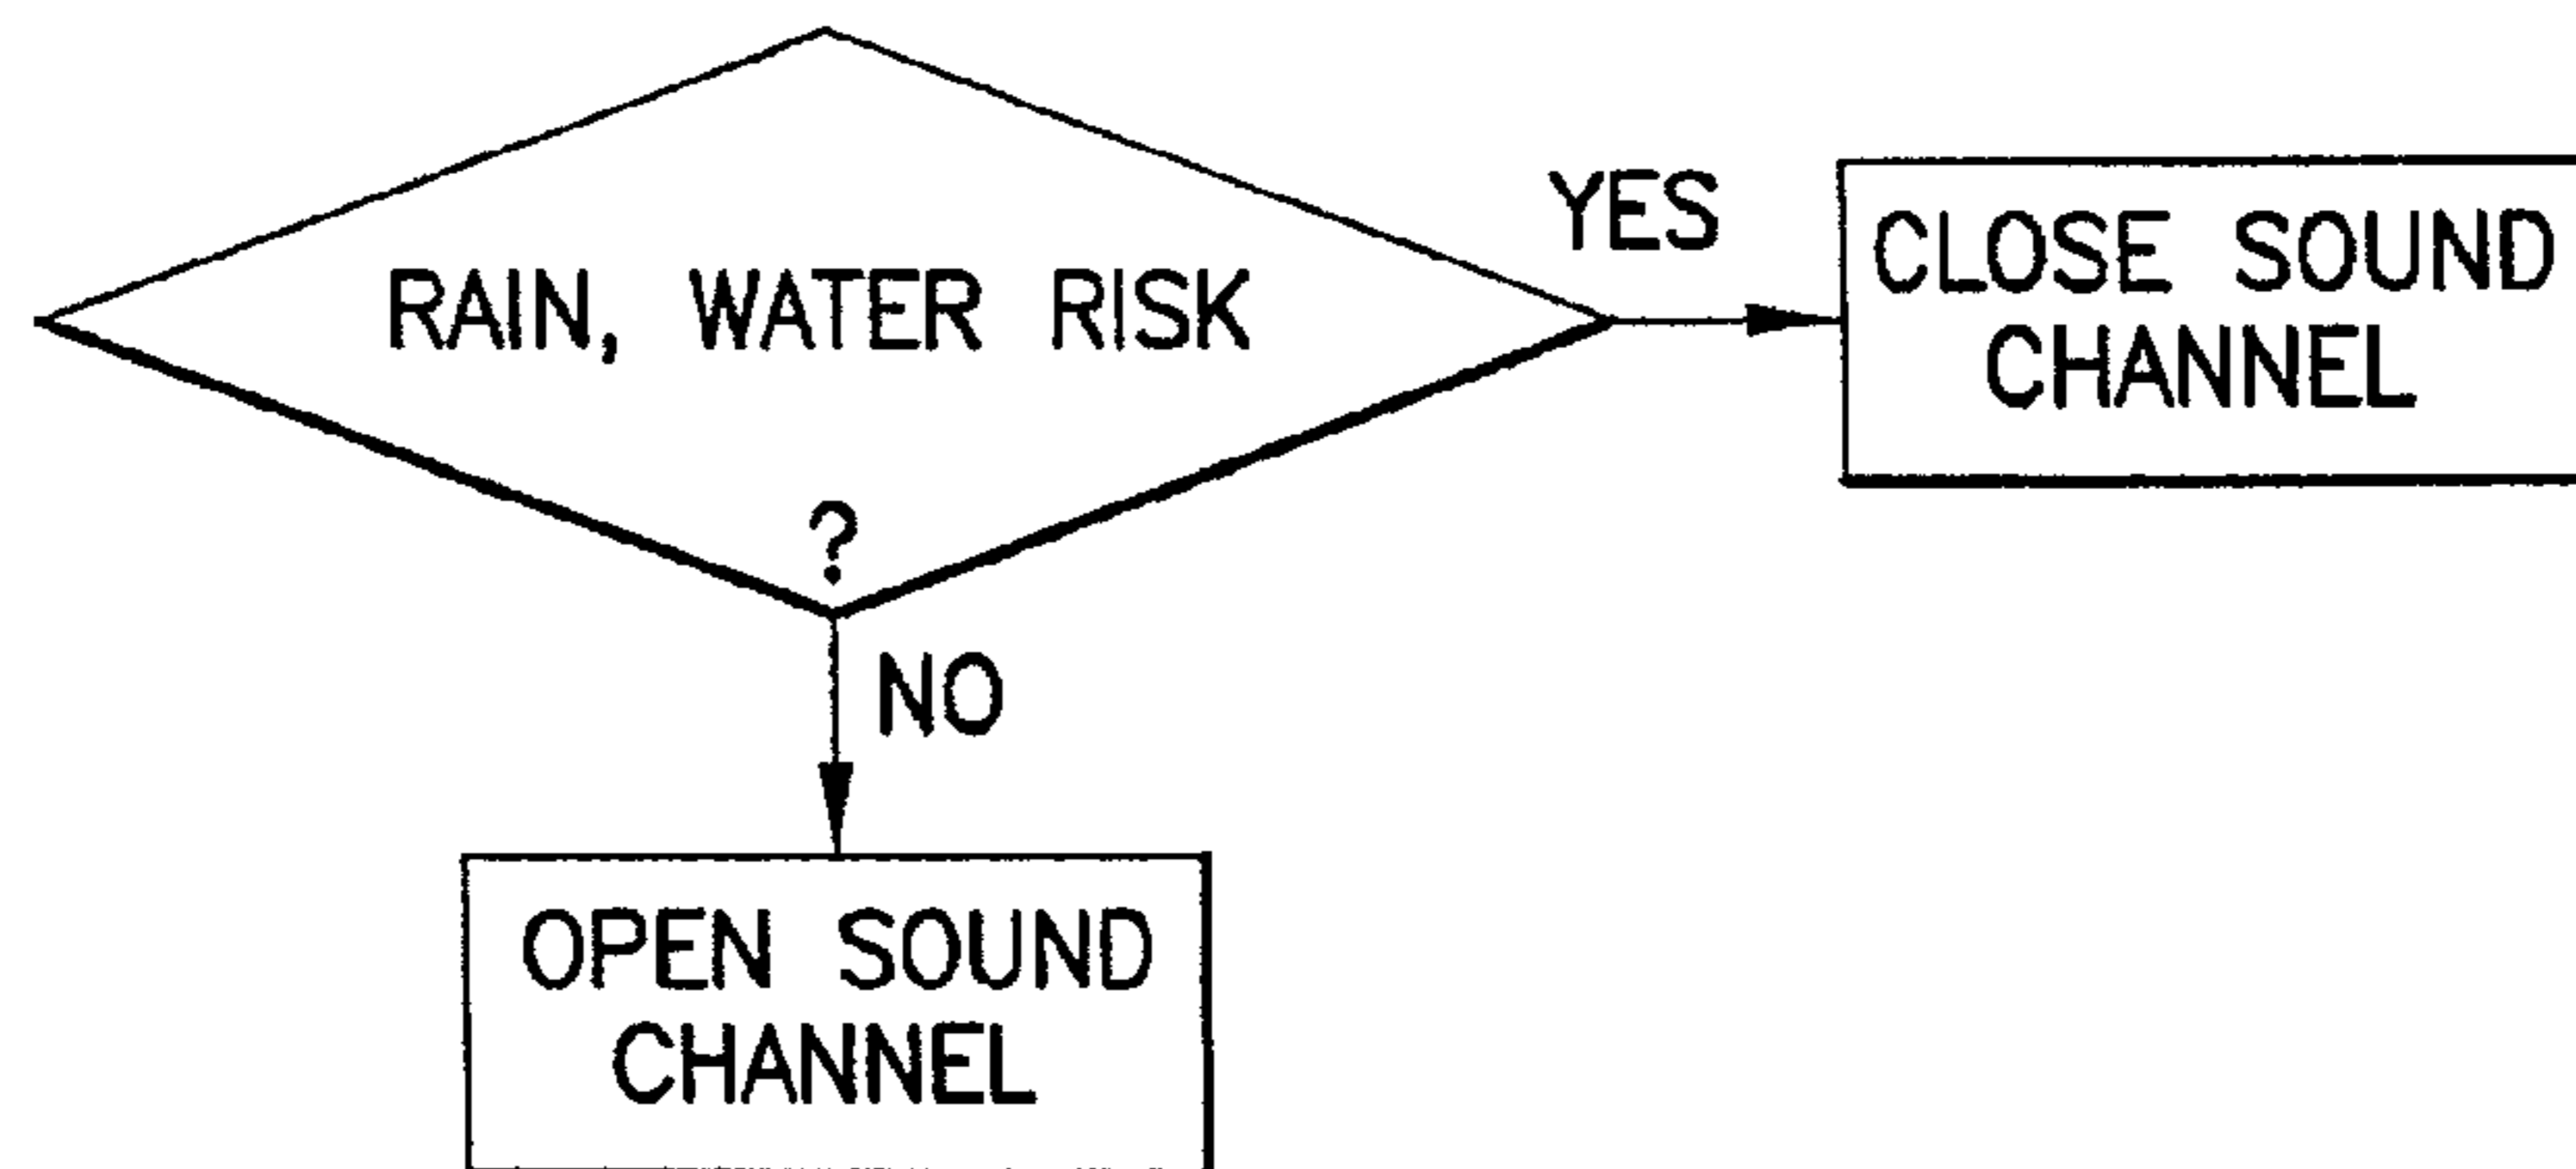 RAIN, WATER RISK
?
YES
CLOSE SOUND
CHANNEL
NO
OPEN SOUND
CHANNEL